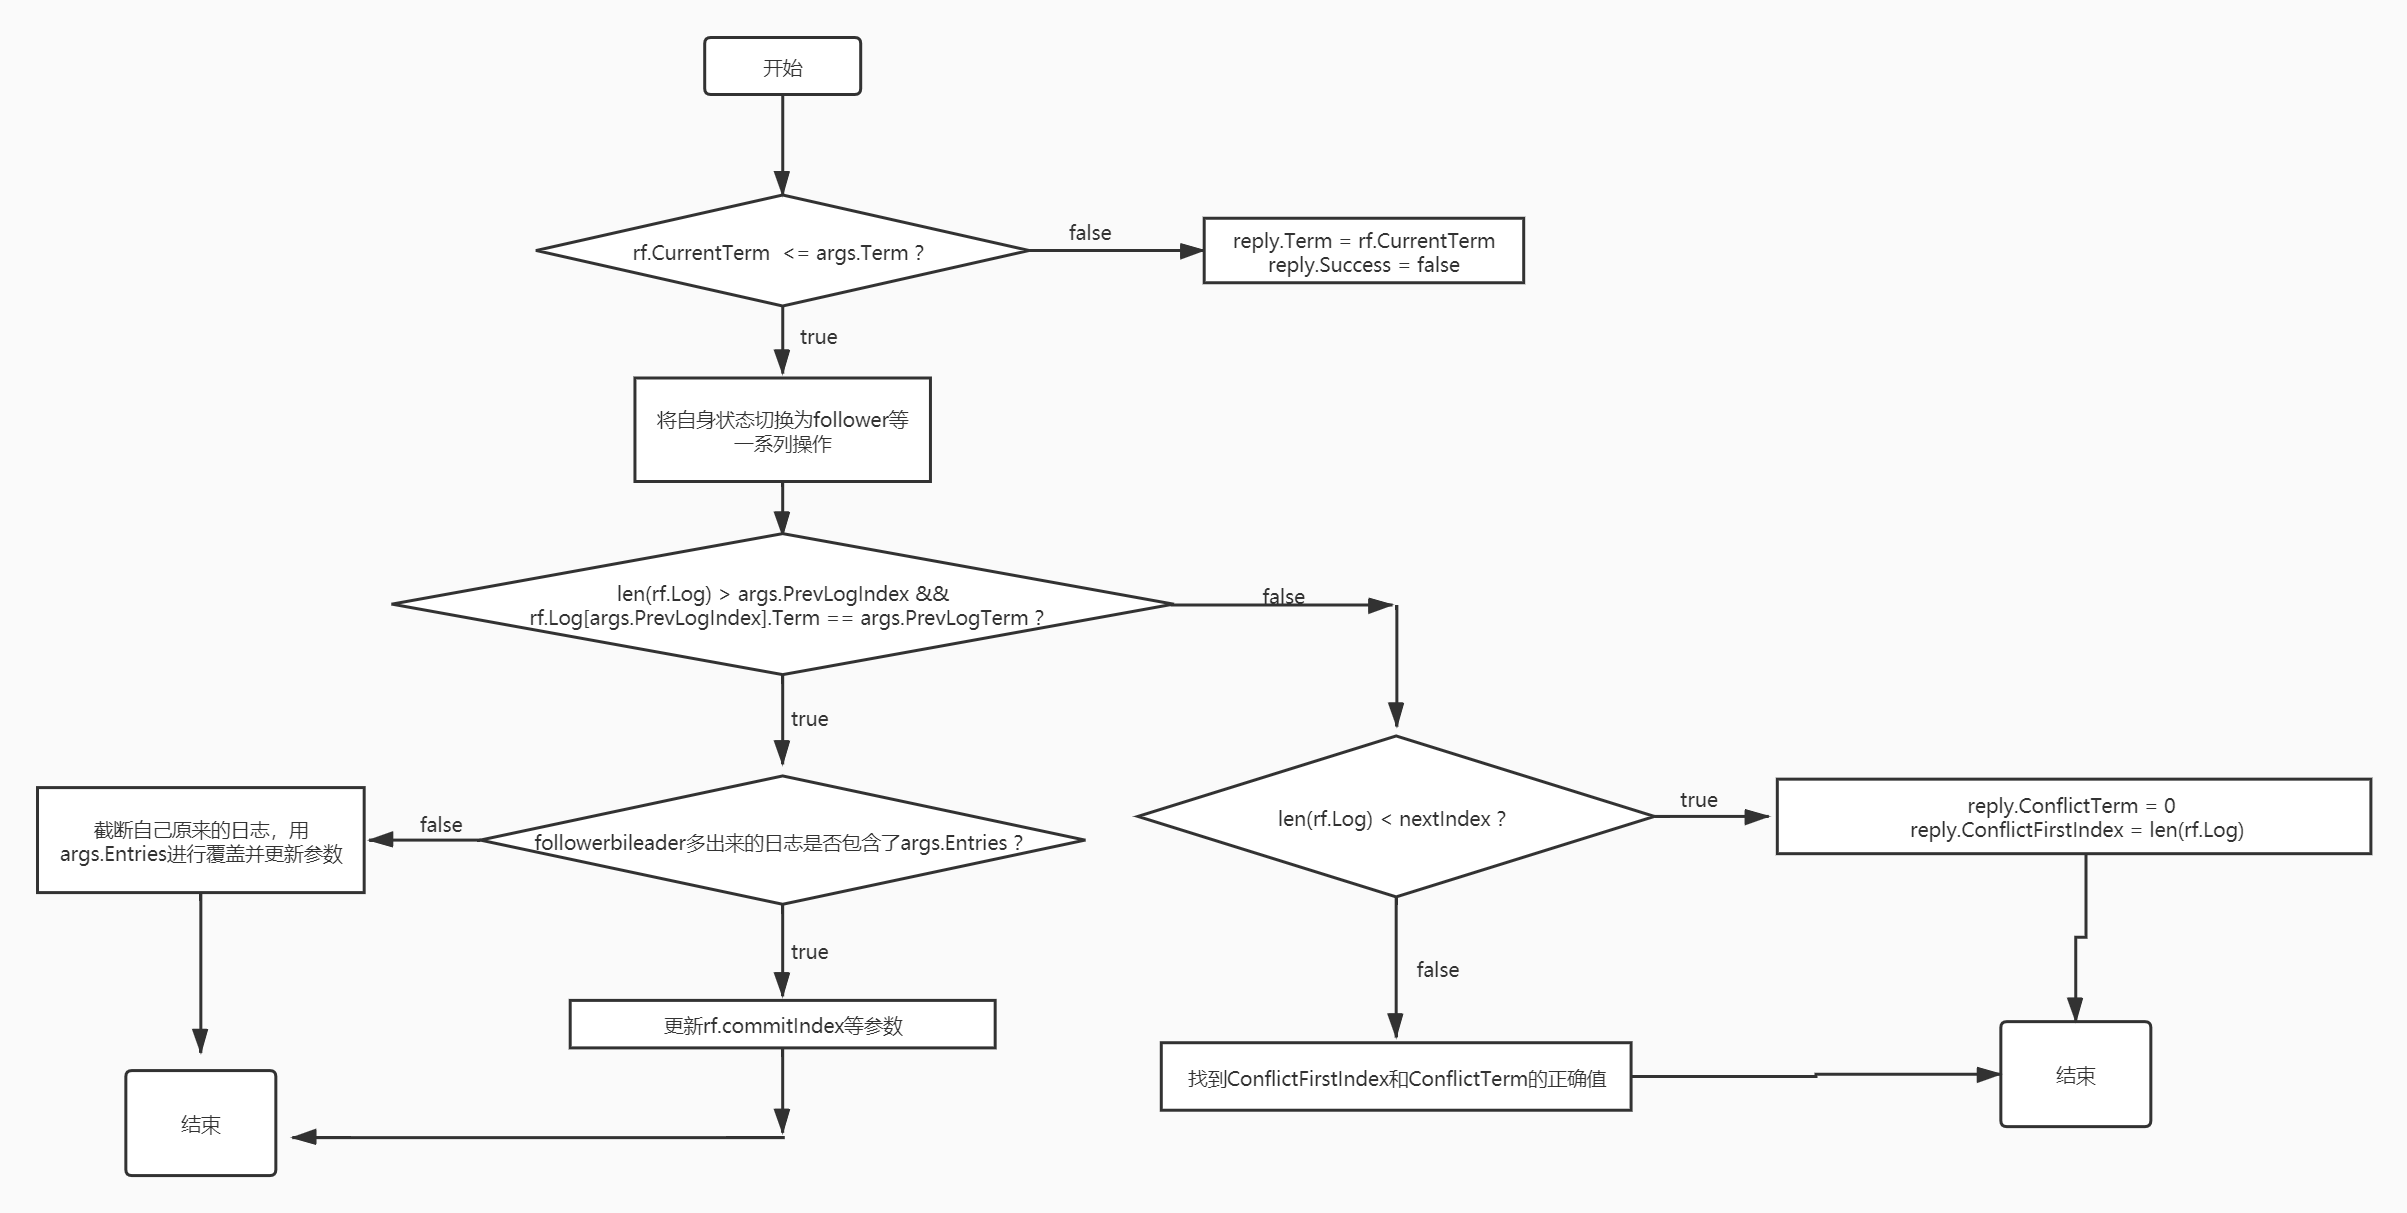 开始
rf.CurrentTerm  <= args.Term ?
false
reply.Term = rf.CurrentTerm
reply.Success = false
true
将自身状态切换为follower等
一系列操作
len(rf.Log) > args.PrevLogIndex &&
rf.Log[args.PrevLogIndex].Term == args.PrevLogTerm ?
false
true
截断自己原来的日志，用
args.Entries进行覆盖并更新参数
false
followerbileader多出来的日志是否包含了args.Entries ?
len(rf.Log) < nextIndex ?
true
reply.ConflictTerm = 0
reply.ConflictFirstIndex = len(rf.Log)
true
false
更新rf.commitIndex等参数
找到ConflictFirstIndex和ConflictTerm的正确值
结束
结束